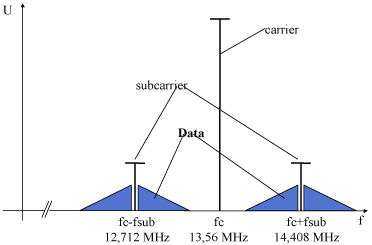 U
carrier
subcarrier
Data
f
fc-fsub fc fc+fsub
12,712 MHz 13,56 MHz 14,408 MHz